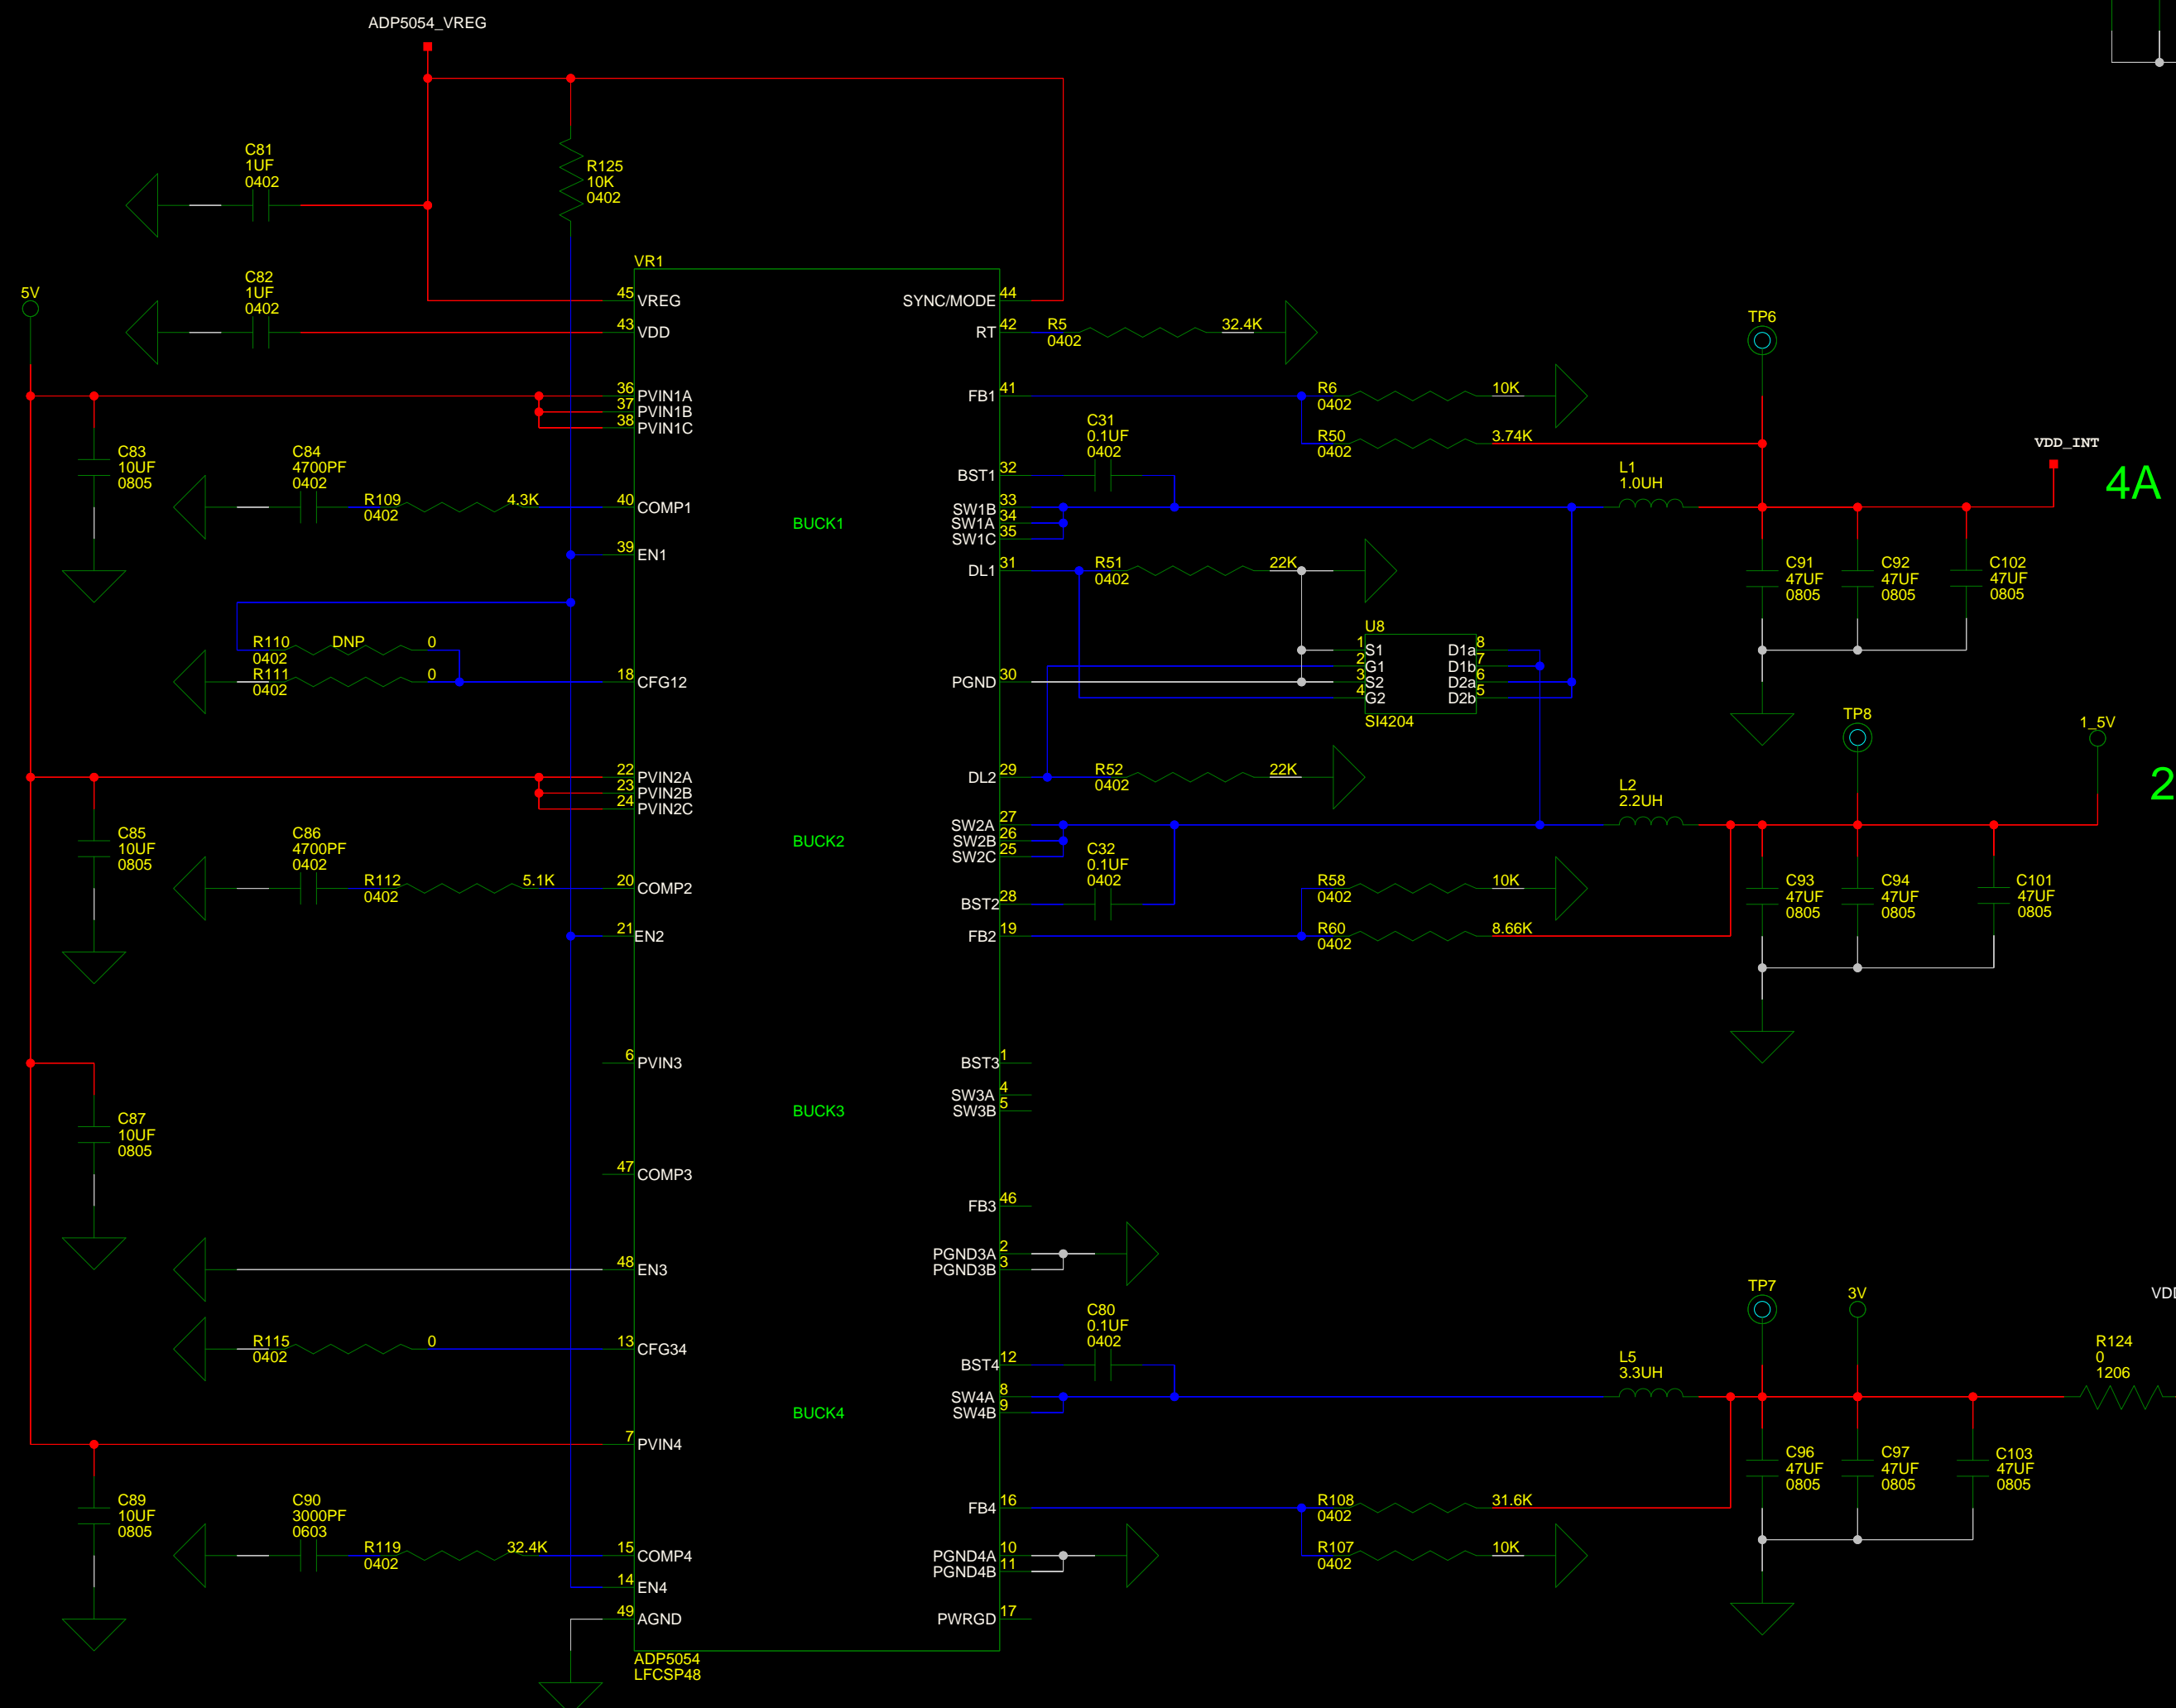 ADP5054_VREG
C81
1UF
0402
R125
10K
0402
VR1
C82
1UF
0402
5V
45 VREG
SYNC/MODE 44
43 VDD
RT 42
R5 32.4K
0402
TP6
36 PVIN1A
37 PVIN1B
38 PVIN1C
FB1 41
R6 10K
0402
C31
0.1UF
0402
R50 3.74K
0402
VDD_INT
4A
C83
10UF
0805
C84
4700PF
0402
BST1 32
L1
1.0UH
R109 4.3K
0402
40 COMP1
BUCK1
SW1B 33
SW1A 34
SW1C 35
39 EN1
DL1 31
R51 22K
0402
C91
47UF
0805
C92
47UF
0805
C102
47UF
0805
R110 DNP 0
0402
R111 0
0402
18 CFG12
PGND 30
U8
1 S1 D1a 8
2 G1 D1b 7
3 S2 D2a 6
4 G2 D2b 5
SI4204
TP8
1_5V
2
22 PVIN2A
23 PVIN2B
24 PVIN2C
DL2 29
R52 22K
0402
L2
2.2UH
C85
10UF
0805
C86
4700PF
0402
BUCK2
SW2A 27
SW2B 26
SW2C 25
C32
0.1UF
0402
R112 5.1K
0402
20 COMP2
BST2 28
R58 10K
0402
C93
47UF
0805
C94
47UF
0805
C101
47UF
0805
21 EN2
FB2 19
R60 8.66K
0402
6 PVIN3
BST3 1
SW3A 4
SW3B 5
BUCK3
C87
10UF
0805
47 COMP3
FB3 46
48 EN3
PGND3A 2
PGND3B 3
TP7
3V
VDD
C80
0.1UF
0402
R115 0
0402
13 CFG34
BST4 12
L5
3.3UH
R124
0
1206
SW4A 8
SW4B 9
BUCK4
7 PVIN4
C96
47UF
0805
C97
47UF
0805
C103
47UF
0805
C89
10UF
0805
C90
3000PF
0603
FB4 16
R108 31.6K
0402
R119 32.4K
0402
15 COMP4
PGND4A 10
PGND4B 11
R107 10K
0402
14 EN4
49 AGND
PWRGD 17
ADP5054
LFCSP48